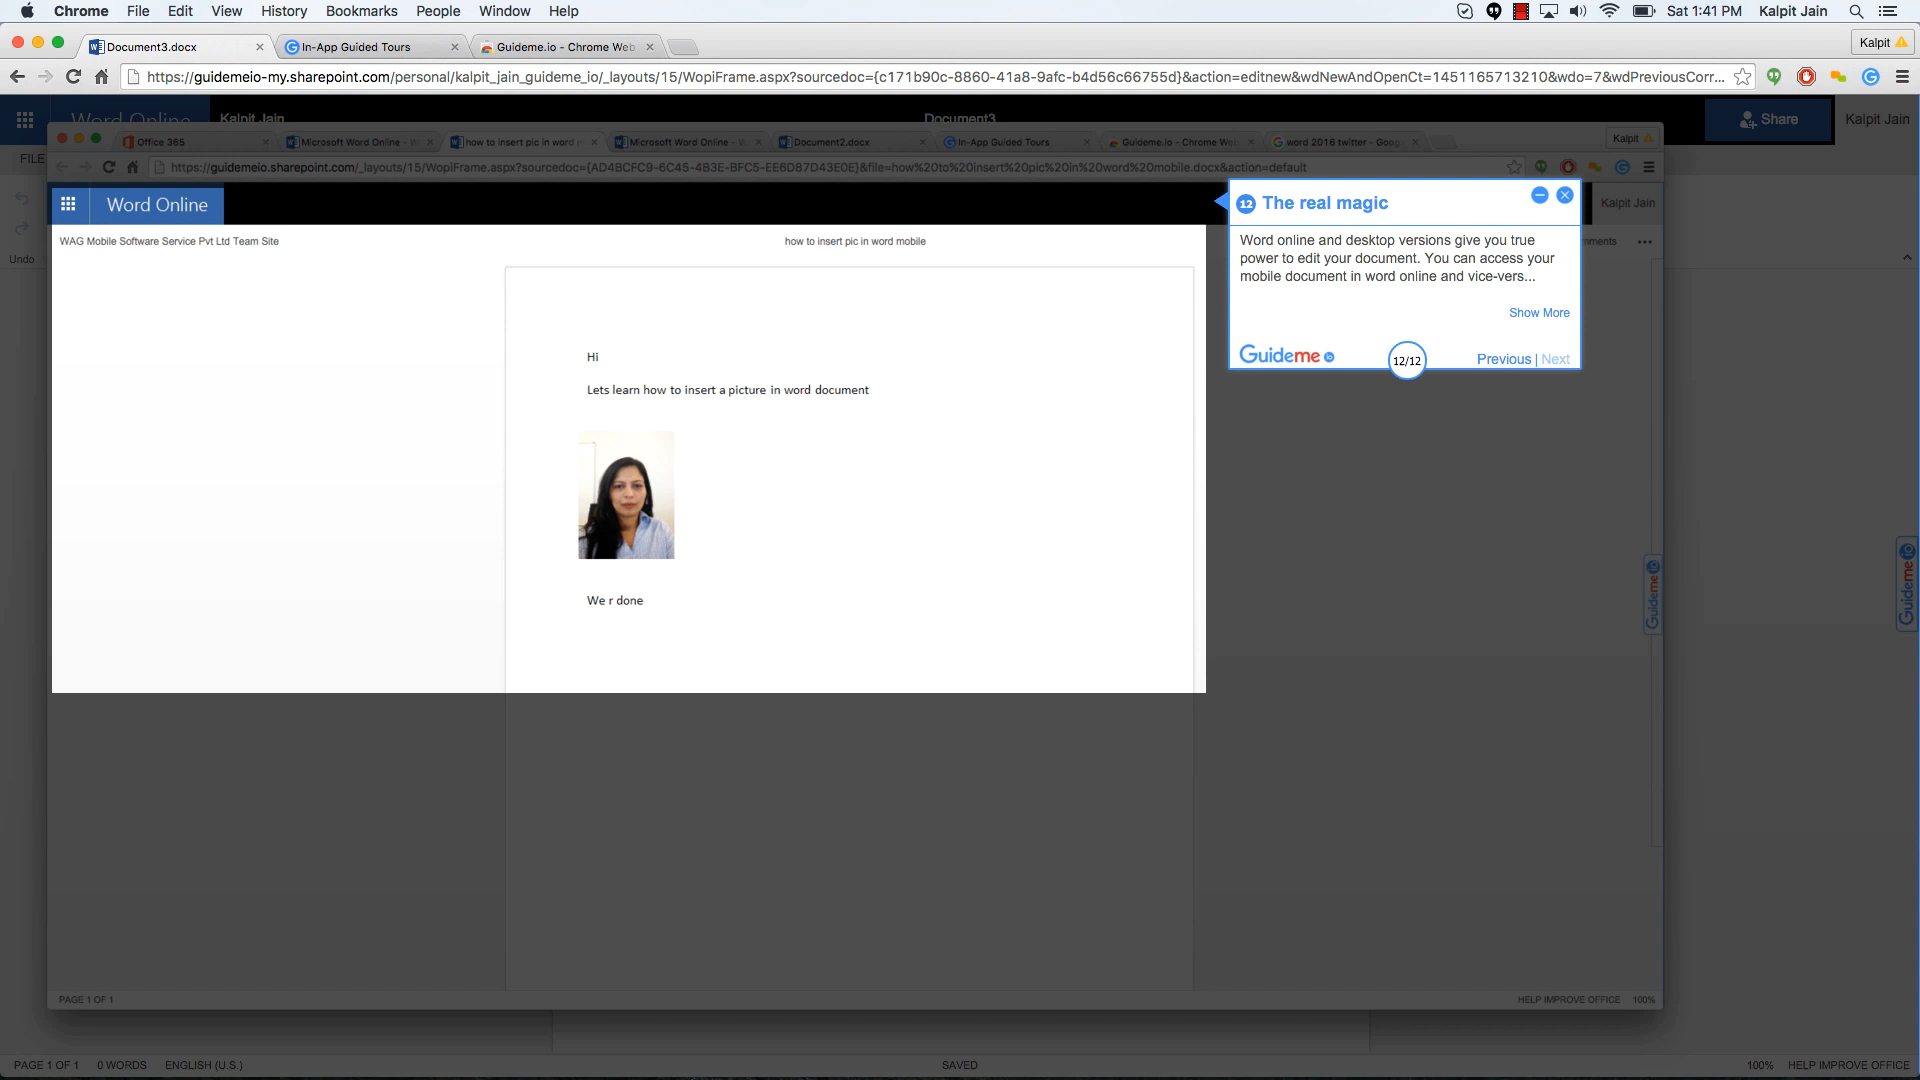 Chrome File Edit View History Bookmarks People Window Help Sat 1:41 PM Kalpit Jain
Document3.docx In-App Guided Tours Guideme.io - Chrome Web Kalpit
https://guidemeio-my.sharepoint.com/personal/kalpit_jain_guideme_io/_layouts/15/WopiFrame.aspx?sourcedoc={c171b90c-8860-41a8-9afc-b4d56c66755d}&action=editnew&wdNewAndOpenCt=1451165713210&wdo=7&wdPreviousCorr...
Word Online Kalpit Jain Document3 Share Kalpit Jain
Office 365 Microsoft Word Online - W how to insert pic in word m Microsoft Word Online - W Document2.docx In-App Guided Tours Guideme.io - Chrome Web word 2016 twitter - Goog Kalpit
FILE
https://guidemeio.sharepoint.com/_layouts/15/WopiFrame.aspx?sourcedoc={AD4BCFC9-6C45-4B3E-BFC5-EE6D87D43E0E}&file=how%20to%20insert%20pic%20in%20word%20mobile.docx&action=default
Word Online
Kalpit Jain
12 The real magic
WAG Mobile Software Service Pvt Ltd Team Site how to insert pic in word mobile
Word online and desktop versions give you true
power to edit your document. You can access your
mobile document in word online and vice-vers...
Undo
Show More
Guideme io 12/12 Previous | Next
Hi
Lets learn how to insert a picture in word document
We r done
Guideme io
Guideme io
PAGE 1 OF 1 HELP IMPROVE OFFICE 100%
PAGE 1 OF 1 0 WORDS ENGLISH (U.S.) SAVED 100% HELP IMPROVE OFFICE